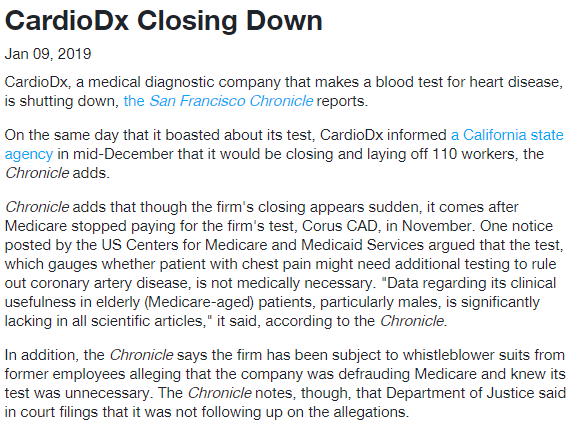 CardioDx Closing Down
Jan 09, 2019
CardioDx, a medical diagnostic company that makes a blood test for heart disease,
is shutting down, the San Francisco Chronicle reports.
On the same day that it boasted about its test, CardioDx informed a California state
agency in mid-December that it would be closing and laying off 110 workers, the
Chronicle adds.
Chronicle adds that though the firm's closing appears sudden, it comes after
Medicare stopped paying for the firm's test, Corus CAD, in November. One notice
posted by the US Centers for Medicare and Medicaid Services argued that the test,
which gauges whether patient with chest pain might need additional testing to rule
out coronary artery disease, is not medically necessary. "Data regarding its clinical
usefulness in elderly (Medicare-aged) patients, particularly males, is significantly
lacking in all scientific articles," it said, according to the Chronicle.
In addition, the Chronicle says the firm has been subject to whistleblower suits from
former employees alleging that the company was defrauding Medicare and knew its
test was unnecessary. The Chronicle notes, though, that Department of Justice said
in court filings that it was not following up on the allegations.